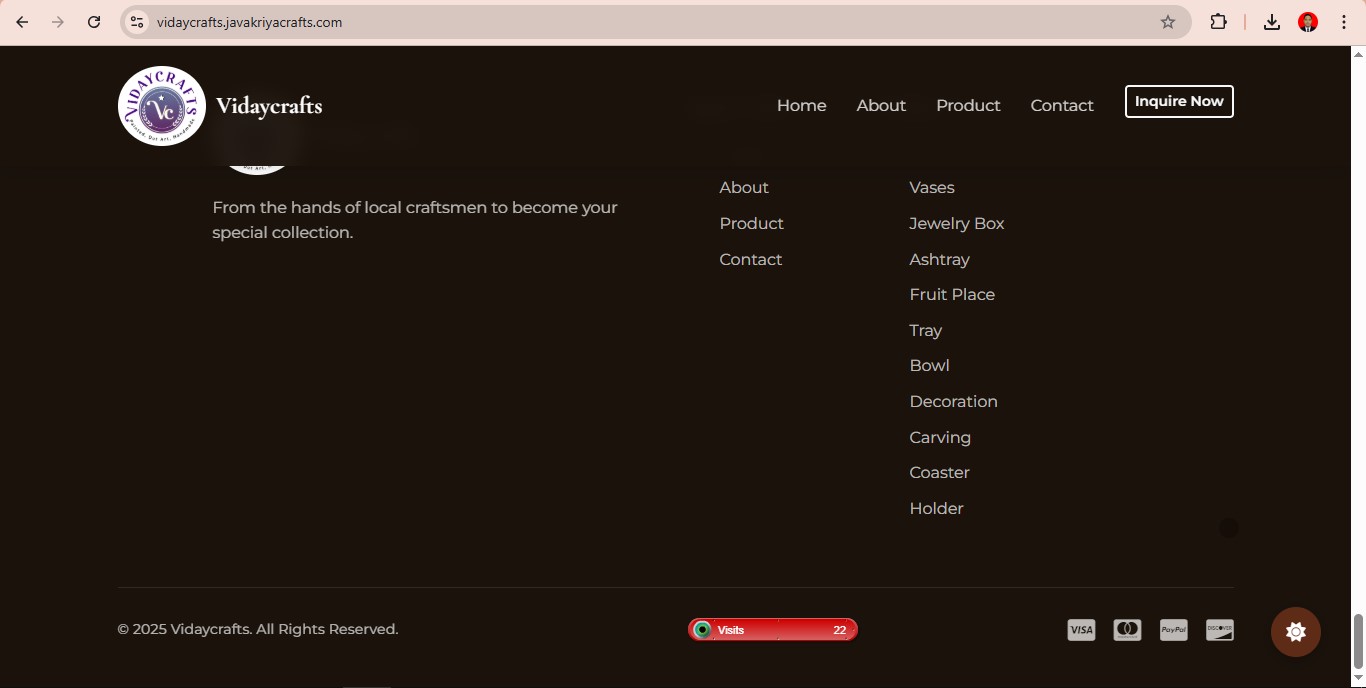 vidaycrafts.javakriyacrafts.com
VIDAYCRAFTS
Vc
Vidaycrafts
Home
About
Product
Contact
Inquire Now
From the hands of local craftsmen to become your
special collection.
About
Product
Contact
Vases
Jewelry Box
Ashtray
Fruit Place
Tray
Bowl
Decoration
Carving
Coaster
Holder
© 2025 Vidaycrafts. All Rights Reserved.
Visits 22
VISA
PayPal
DISCOVER